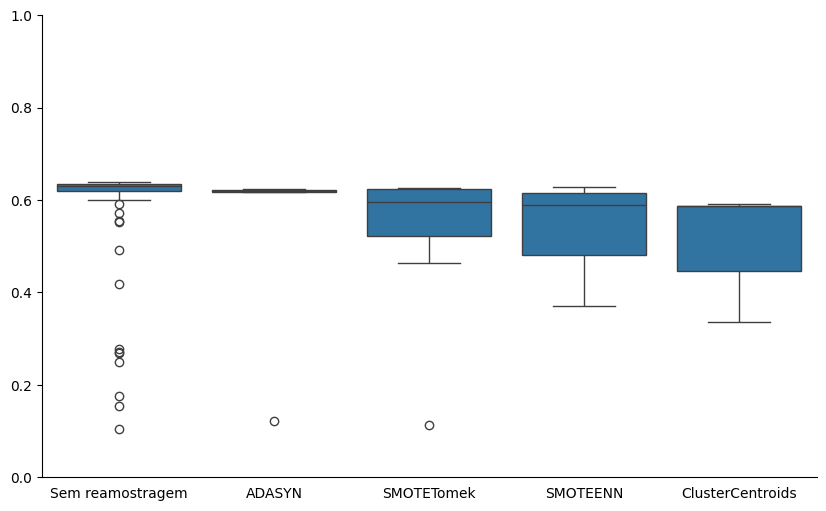 1.0
0.8
0.6
0.4
0.2
0.0
Sem reamostragem
ADASYN
SMOTETomek
SMOTEENN
ClusterCentroids